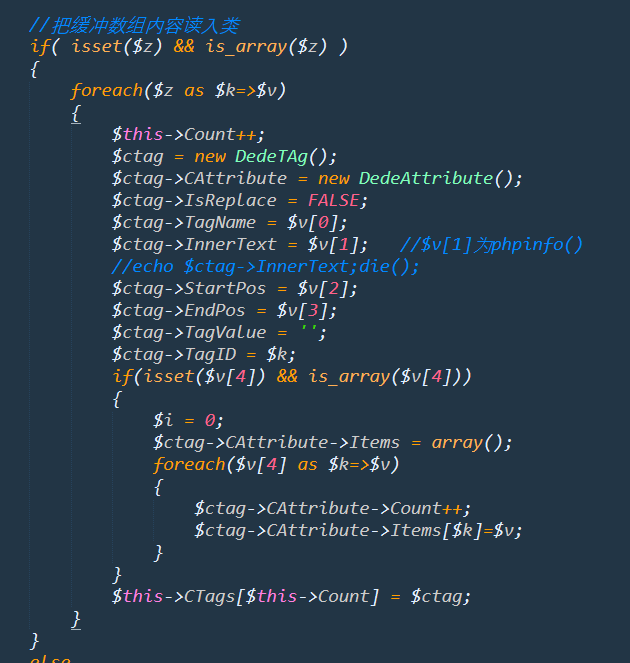 //把缓冲数组内容读入类
if( isset($z) && is_array($z) )
{
foreach($z as $k=>$v)
{
$this->Count++;
$ctag = new DedeTAg();
$ctag->CAttribute = new DedeAttribute();
$ctag->IsReplace = FALSE;
$ctag->TagName = $v[0];
$ctag->InnerText = $v[1];   //$v[1]为phpinfo()
//echo $ctag->InnerText;die();
$ctag->StartPos = $v[2];
$ctag->EndPos = $v[3];
$ctag->TagValue = '';
$ctag->TagID = $k;
if(isset($v[4]) && is_array($v[4]))
{
$i = 0;
$ctag->CAttribute->Items = array();
foreach($v[4] as $k=>$v)
{
$ctag->CAttribute->Count++;
$ctag->CAttribute->Items[$k]=$v;
}
}
$this->CTags[$this->Count] = $ctag;
}
}
else